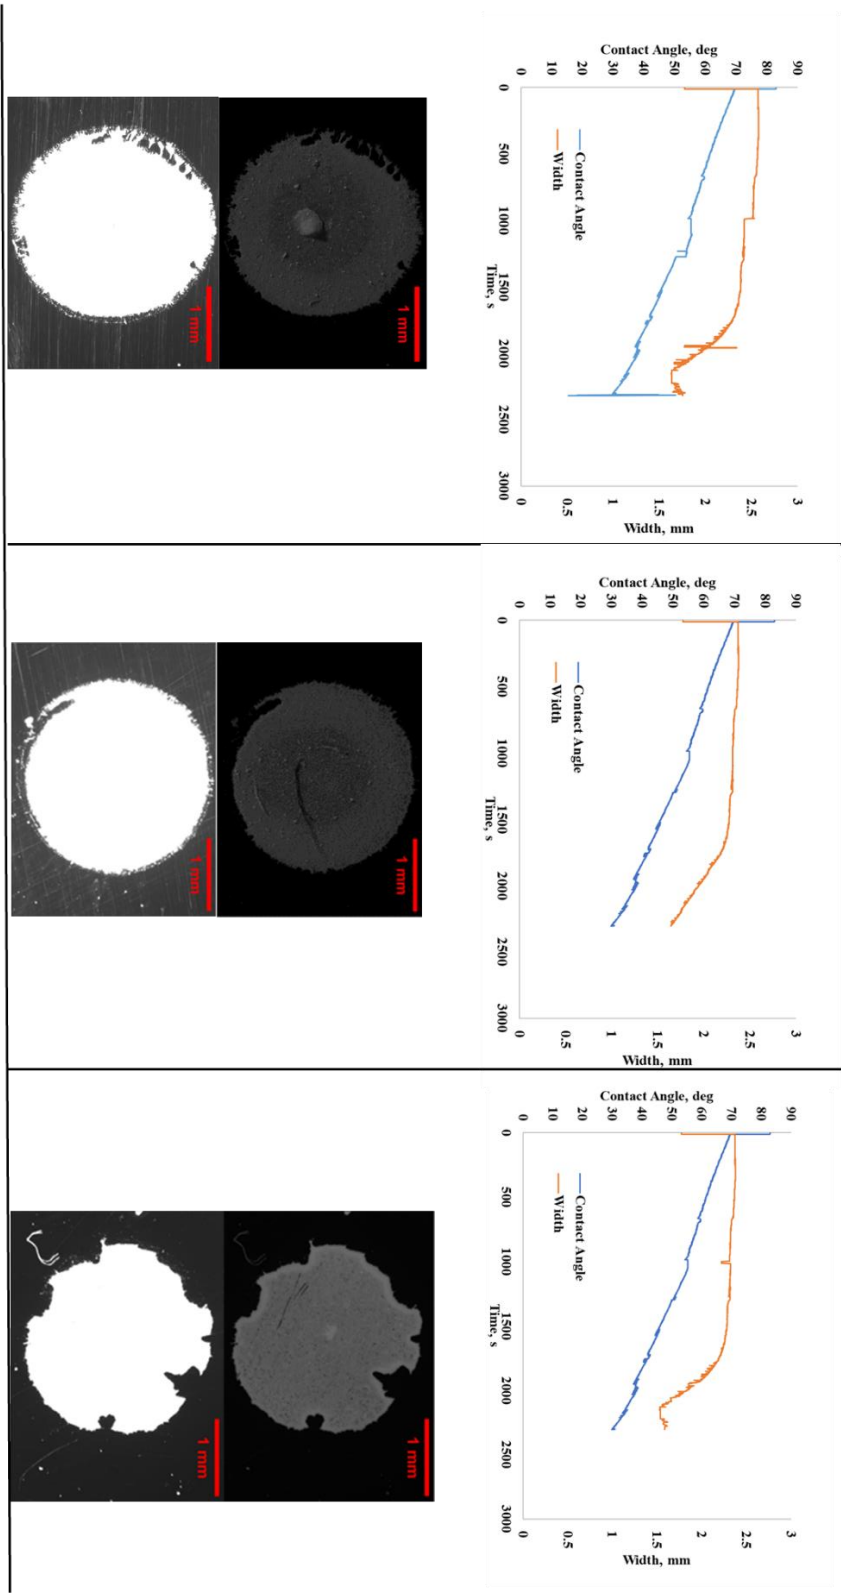 Contact Angle, deg
0 10 20 30 40 50 60 70 80 90
0
500
1000
1500
2000
2500
3000
Time, s
Contact Angle
Width
0 0.5 1 1.5 2 2.5 3
Width, mm
1 mm
1 mm
Contact Angle, deg
0 10 20 30 40 50 60 70 80 90
0
500
1000
1500
2000
2500
3000
Time, s
Contact Angle
Width
0 0.5 1 1.5 2 2.5 3
Width, mm
1 mm
1 mm
Contact Angle, deg
0 10 20 30 40 50 60 70 80 90
0
500
1000
1500
2000
2500
3000
Time, s
Contact Angle
Width
0 0.5 1 1.5 2 2.5 3
Width, mm
1 mm
1 mm